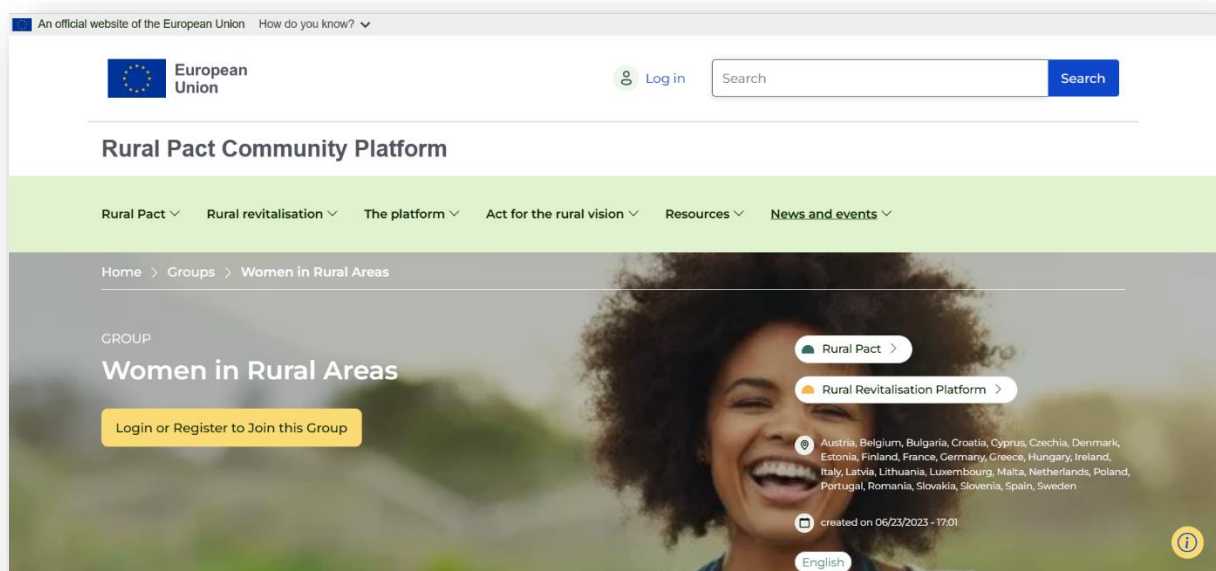 An official website of the European Union How do you know?
European
Union
Log in
Search
Search
Rural Pact Community Platform
Rural Pact
Rural revitalisation
The platform
Act for the rural vision
Resources
News and events
Home > Groups > Women in Rural Areas
GROUP
Women in Rural Areas
Login or Register to Join this Group
Rural Pact >
Rural Revitalisation Platform >
Austria, Belgium, Bulgaria, Croatia, Cyprus, Czechia, Denmark,
Estonia, Finland, France, Germany, Greece, Hungary, Ireland,
Italy, Latvia, Lithuania, Luxembourg, Malta, Netherlands, Poland,
Portugal, Romania, Slovakia, Slovenia, Spain, Sweden
created on 06/23/2023 - 17:01
English